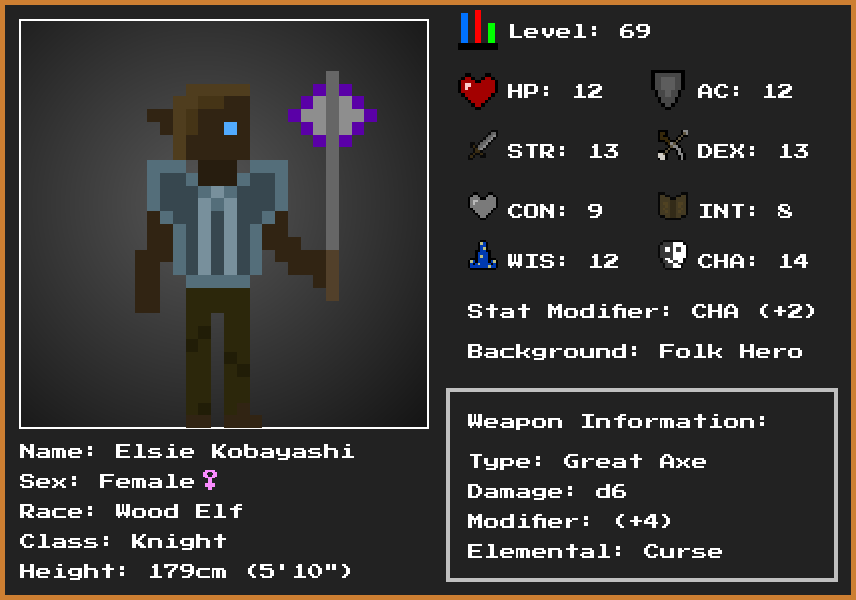 Level: 69
HP: 12
AC: 12
STR: 13
DEX: 13
CON: 9
INT: 8
WIS: 12
CHA: 14
Stat Modifier: CHA (+2)
Background: Folk Hero
Weapon Information:
Type: Great Axe
Damage: d6
Modifier: (+4)
Elemental: Curse
Name: Elsie Kobayashi
Sex: Female♀
Race: Wood Elf
Class: Knight
Height: 179cm (5'10")